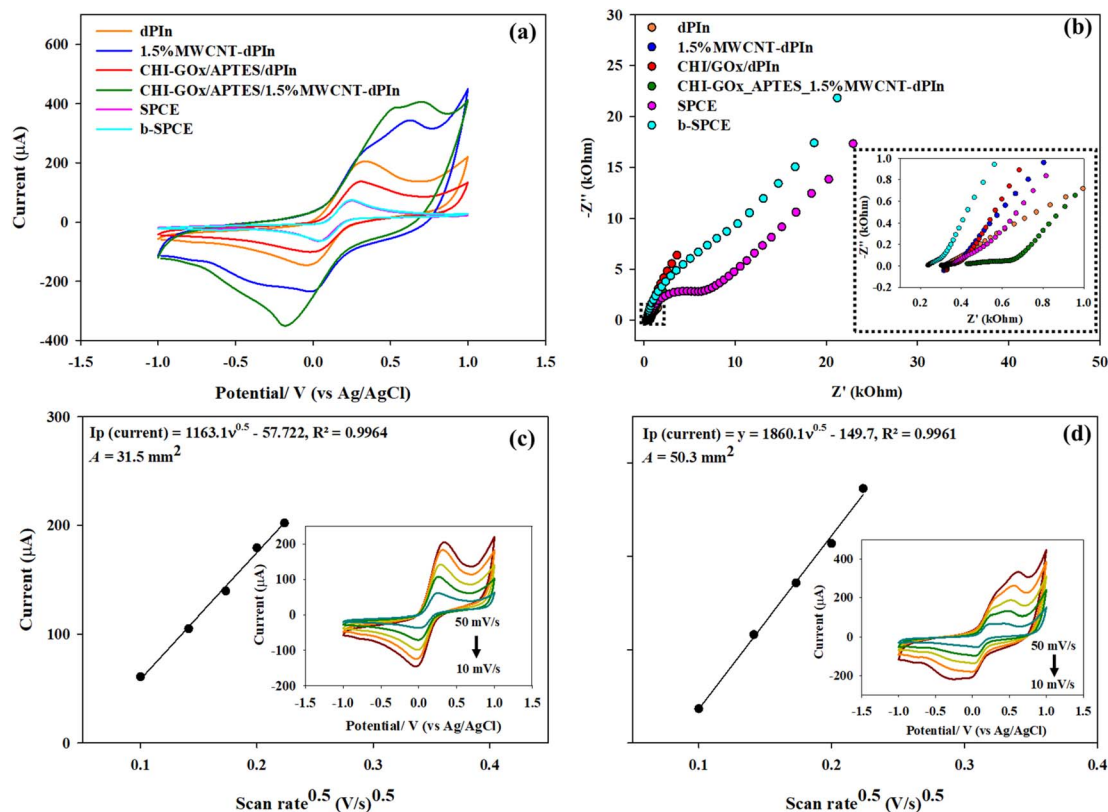 (a)
dPIn
1.5%MWCNT-dPIn
CHI-GOx/APTES/dPIn
CHI-GOx/APTES/1.5%MWCNT-dPIn
SPCE
b-SPCE
600
400
200
0
-200
-400
Current (µA)
-1.5 -1.0 -0.5 0.0 0.5 1.0 1.5
Potential/ V (vs Ag/AgCl)
(b)
dPIn
1.5%MWCNT-dPIn
CHI/GOx/dPIn
CHI-GOx_APTES_1.5%MWCNT-dPIn
SPCE
b-SPCE
30
25
20
15
10
5
0
-Z'' (kOhm)
0 10 20 30 40 50
Z' (kOhm)
1.0
0.8
0.6
0.4
0.2
0.0
-0.2
-Z'' (kOhm)
0.2 0.4 0.6 0.8 1.0
Z' (kOhm)
(c)
Ip (current) = 1163.1ν^0.5 - 57.722, R² = 0.9964
A = 31.5 mm²
300
200
100
0
Current (µA)
0.1 0.2 0.3 0.4
Scan rate^0.5 (V/s)^0.5
200
100
0
-100
-200
Current (µA)
50 mV/s
10 mV/s
-1.5 -1.0 -0.5 0.0 0.5 1.0 1.5
Potential/ V (vs Ag/AgCl)
(d)
Ip (current) = y = 1860.1ν^0.5 - 149.7, R² = 0.9961
A = 50.3 mm²
0.1 0.2 0.3 0.4
Scan rate^0.5 (V/s)^0.5
400
200
0
-200
Current (µA)
50 mV/s
10 mV/s
-1.5 -1.0 -0.5 0.0 0.5 1.0 1.5
Potential/ V (vs Ag/AgCl)